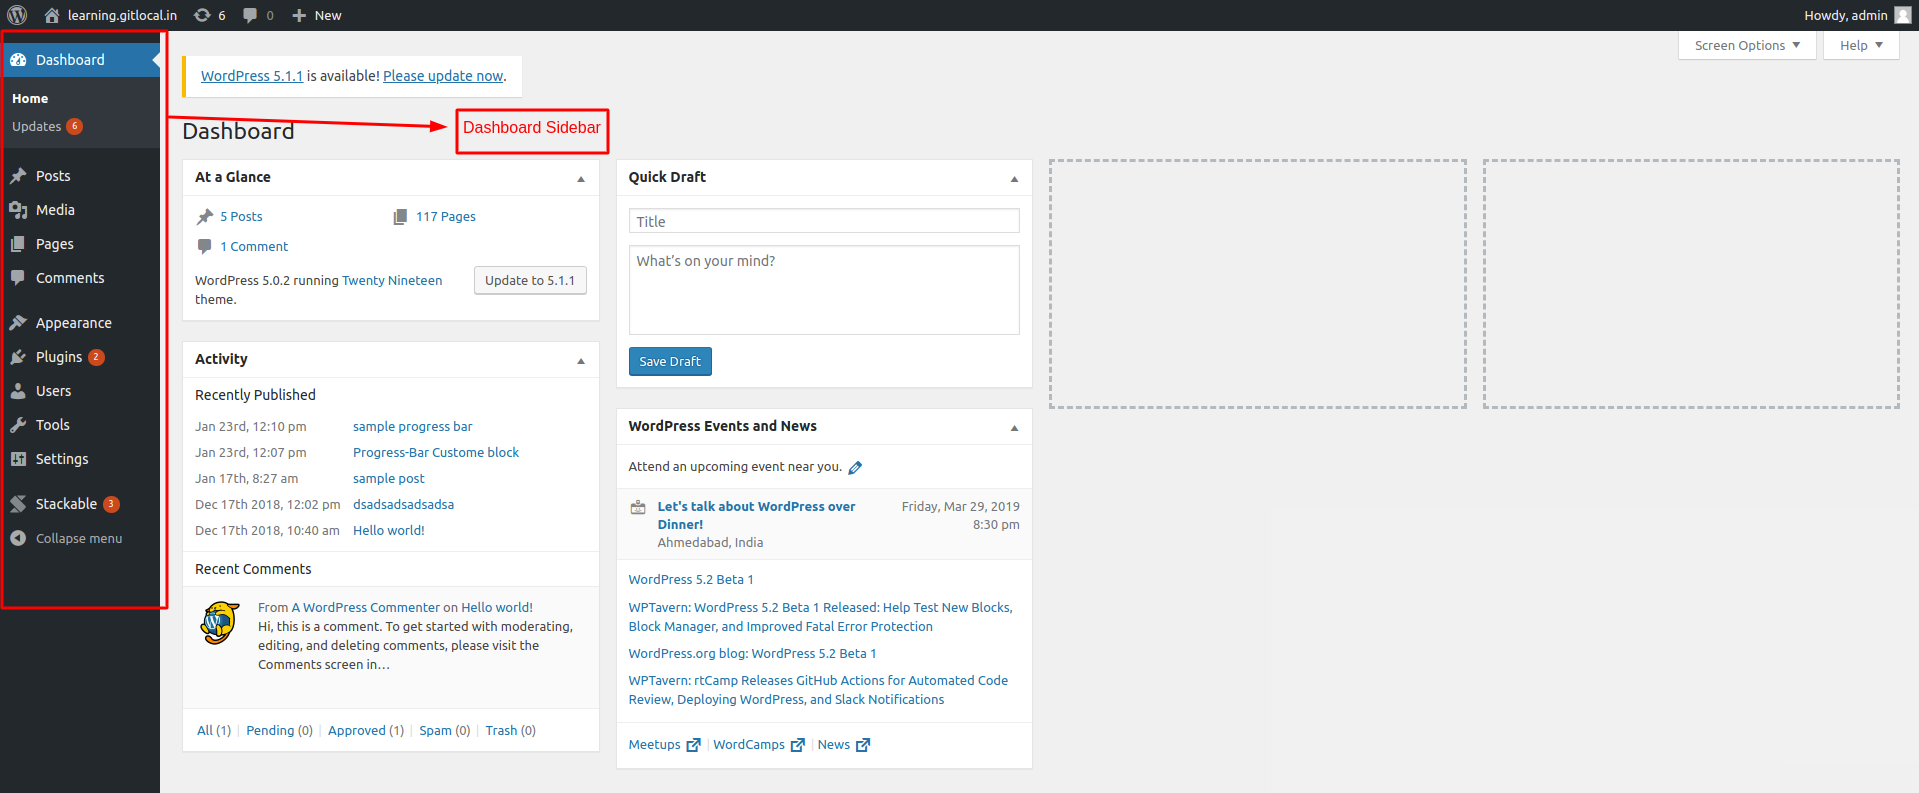 learning.gitlocal.in 6 0 New Howdy, admin
Screen Options Help
Dashboard
Home
Updates 6
Posts
Media
Pages
Comments
Appearance
Plugins 2
Users
Tools
Settings
Stackable 3
Collapse menu
WordPress 5.1.1 is available! Please update now.
Dashboard
Dashboard Sidebar
At a Glance
5 Posts 117 Pages
1 Comment
WordPress 5.0.2 running Twenty Nineteen
theme.
Update to 5.1.1
Activity
Recently Published
Jan 23rd, 12:10 pm sample progress bar
Jan 23rd, 12:07 pm Progress-Bar Custome block
Jan 17th, 8:27 am sample post
Dec 17th 2018, 12:02 pm dsadsadsadsadsa
Dec 17th 2018, 10:40 am Hello world!
Recent Comments
From A WordPress Commenter on Hello world!
Hi, this is a comment. To get started with moderating,
editing, and deleting comments, please visit the
Comments screen in…
All (1) | Pending (0) | Approved (1) | Spam (0) | Trash (0)
Quick Draft
Title
What's on your mind?
Save Draft
WordPress Events and News
Attend an upcoming event near you.
Let's talk about WordPress over
Dinner!
Ahmedabad, India
Friday, Mar 29, 2019
8:30 pm
WordPress 5.2 Beta 1
WPTavern: WordPress 5.2 Beta 1 Released: Help Test New Blocks,
Block Manager, and Improved Fatal Error Protection
WordPress.org blog: WordPress 5.2 Beta 1
WPTavern: rtCamp Releases GitHub Actions for Automated Code
Review, Deploying WordPress, and Slack Notifications
Meetups | WordCamps | News